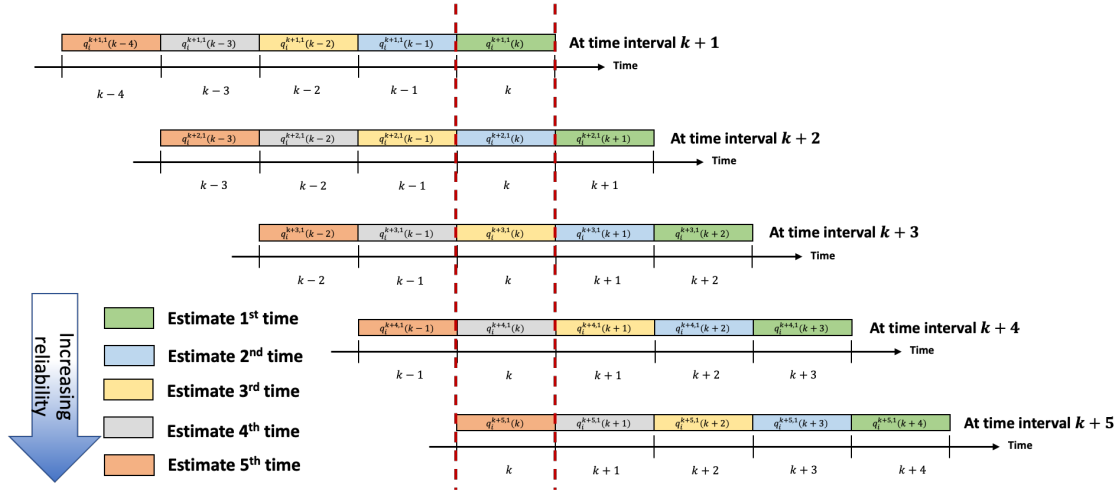 q_i^{k+1,1}(k−4) q_i^{k+1,1}(k−3) q_i^{k+1,1}(k−2) q_i^{k+1,1}(k−1) q_i^{k+1,1}(k) At time interval k + 1
Time
k − 4 k − 3 k − 2 k − 1 k
q_i^{k+2,1}(k−3) q_i^{k+2,1}(k−2) q_i^{k+2,1}(k−1) q_i^{k+2,1}(k) q_i^{k+2,1}(k+1) At time interval k + 2
Time
k − 3 k − 2 k − 1 k k + 1
q_i^{k+3,1}(k−2) q_i^{k+3,1}(k−1) q_i^{k+3,1}(k) q_i^{k+3,1}(k+1) q_i^{k+3,1}(k+2) At time interval k + 3
Time
k − 2 k − 1 k k + 1 k + 2
q_i^{k+4,1}(k−1) q_i^{k+4,1}(k) q_i^{k+4,1}(k+1) q_i^{k+4,1}(k+2) q_i^{k+4,1}(k+3) At time interval k + 4
Time
k − 1 k k + 1 k + 2 k + 3
q_i^{k+5,1}(k) q_i^{k+5,1}(k+1) q_i^{k+5,1}(k+2) q_i^{k+5,1}(k+3) q_i^{k+5,1}(k+4) At time interval k + 5
Time
k k + 1 k + 2 k + 3 k + 4
Increasing
reliability
Estimate 1st time
Estimate 2nd time
Estimate 3rd time
Estimate 4th time
Estimate 5th time